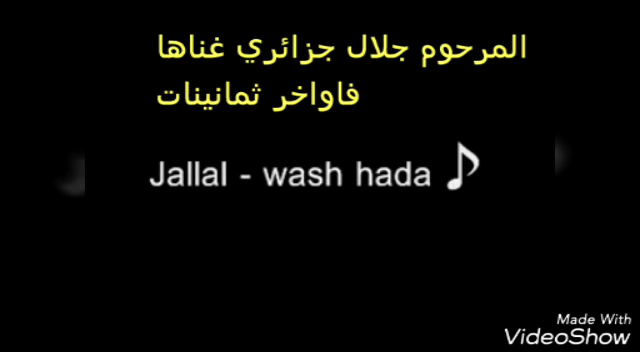 المرحوم جلال جزائري غناها
فاواخر ثمانينات
Jallal - wash hada ♪
Made With
VideoShow